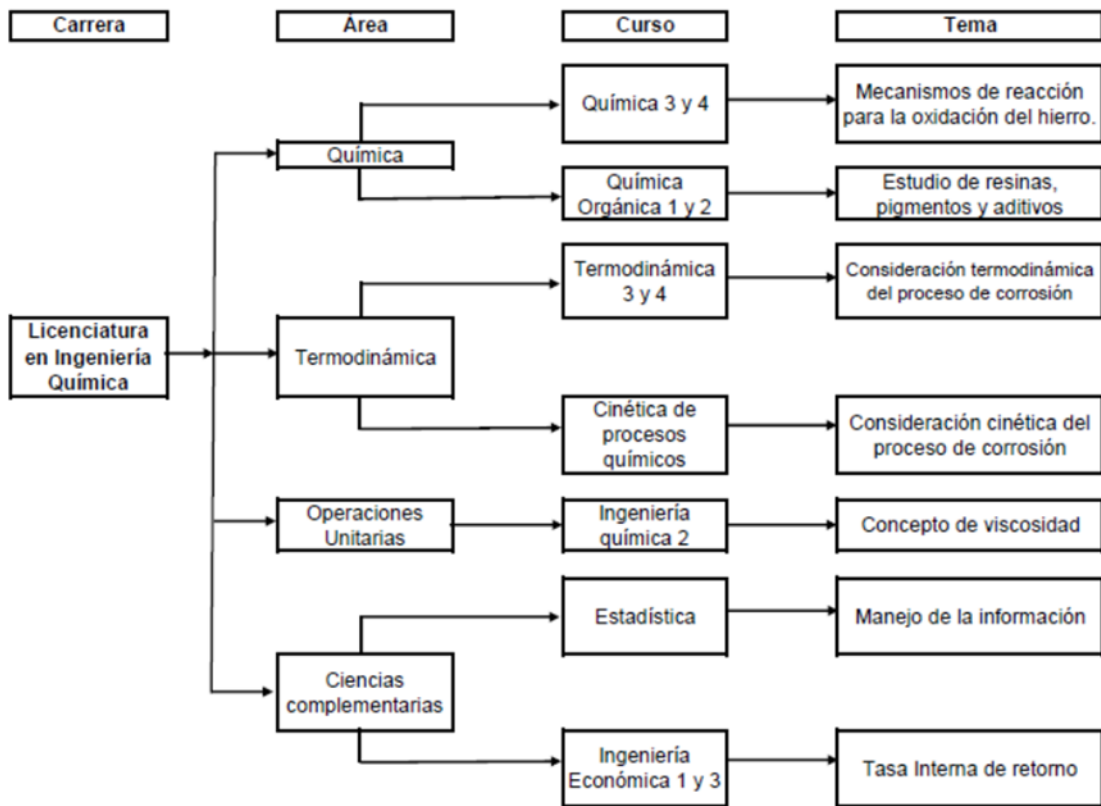 Carrera
Área
Curso
Tema
Química 3 y 4
Mecanismos de reacción
para la oxidación del hierro.
Química
Química
Orgánica 1 y 2
Estudio de resinas,
pigmentos y aditivos
Termodinámica
3 y 4
Consideración termodinámica
del proceso de corrosión
Licenciatura
en Ingeniería
Química
Termodinámica
Cinética de
procesos
químicos
Consideración cinética del
proceso de corrosión
Operaciones
Unitarias
Ingeniería
química 2
Concepto de viscosidad
Estadística
Manejo de la información
Ciencias
complementarias
Ingeniería
Económica 1 y 3
Tasa Interna de retorno